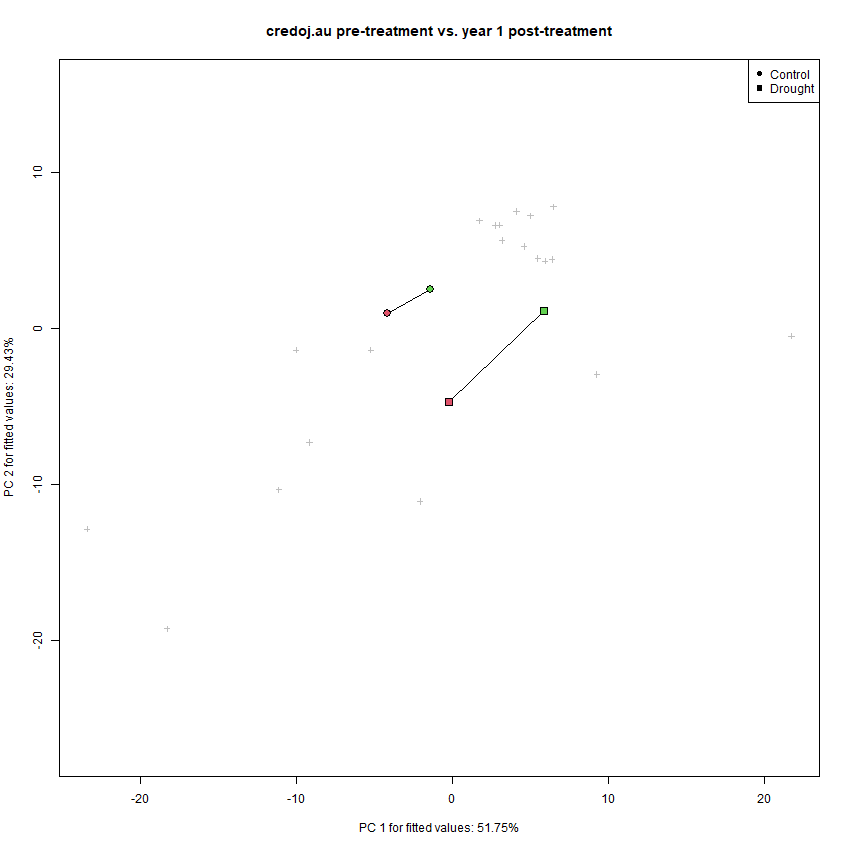 credoj.au pre-treatment vs. year 1 post-treatment
Control
Drought
10
0
-10
-20
PC 2 for fitted values: 29.43%
-20
-10
0
10
20
PC 1 for fitted values: 51.75%